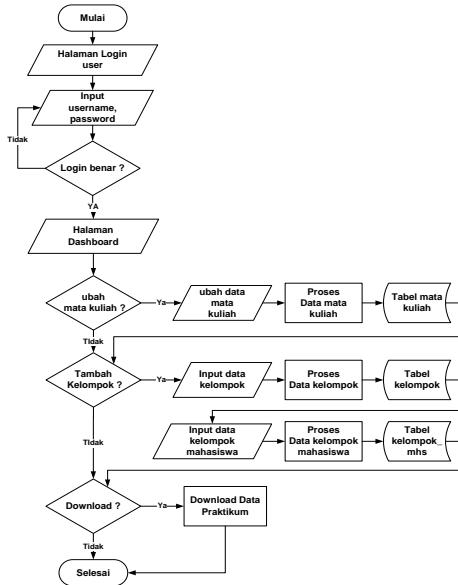 Mulai
Halaman Login
user
Input
username,
password
Tidak
Login benar ?
YA
Halaman
Dashboard
ubah
mata kuliah ?
Ya
ubah data
mata
kuliah
Proses
Data mata
kuliah
Tabel mata
kuliah
TIdak
Tambah
Kelompok ?
Ya
Input data
kelompok
Proses
Data kelompok
Tabel
kelompok
Input data
kelompok
mahasiswa
Proses
Data kelompok
mahasiswa
Tabel
kelompok_
mhs
TIdak
Download ?
Ya
Download Data
Praktikum
Tidak
Selesai